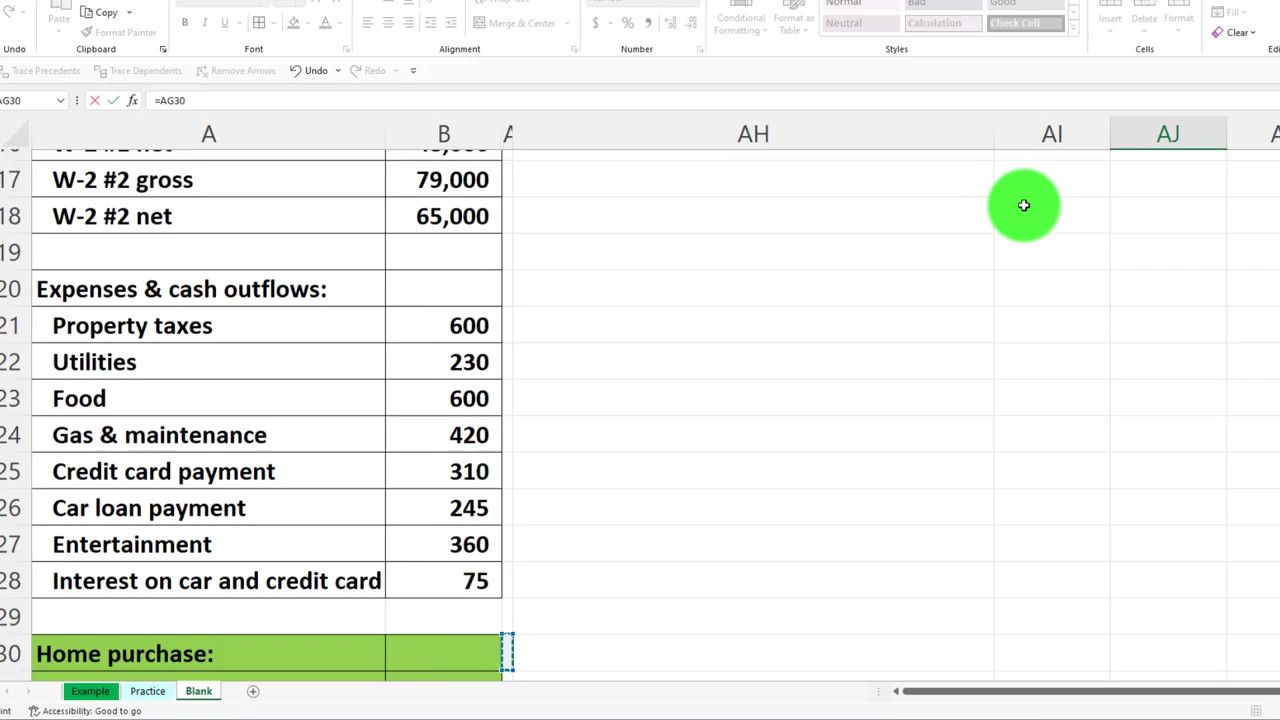 Paste
Copy
Format Painter
B I U
Merge & Center
$ % ,
Conditional Formatting
Format as Table
Normal Bad Good
Neutral Calculation Check Cell
Insert Delete Format
Fill
Clear
Undo Clipboard Font Alignment Number Styles Cells
Trace Precedents Trace Dependents Remove Arrows Undo Redo
AG30 fx =AG30
A B AH AI AJ
17 W-2 #2 gross 79,000
18 W-2 #2 net 65,000
19
20 Expenses & cash outflows:
21 Property taxes 600
22 Utilities 230
23 Food 600
24 Gas & maintenance 420
25 Credit card payment 310
26 Car loan payment 245
27 Entertainment 360
28 Interest on car and credit card 75
29
30 Home purchase:
Example Practice Blank
Accessibility: Good to go